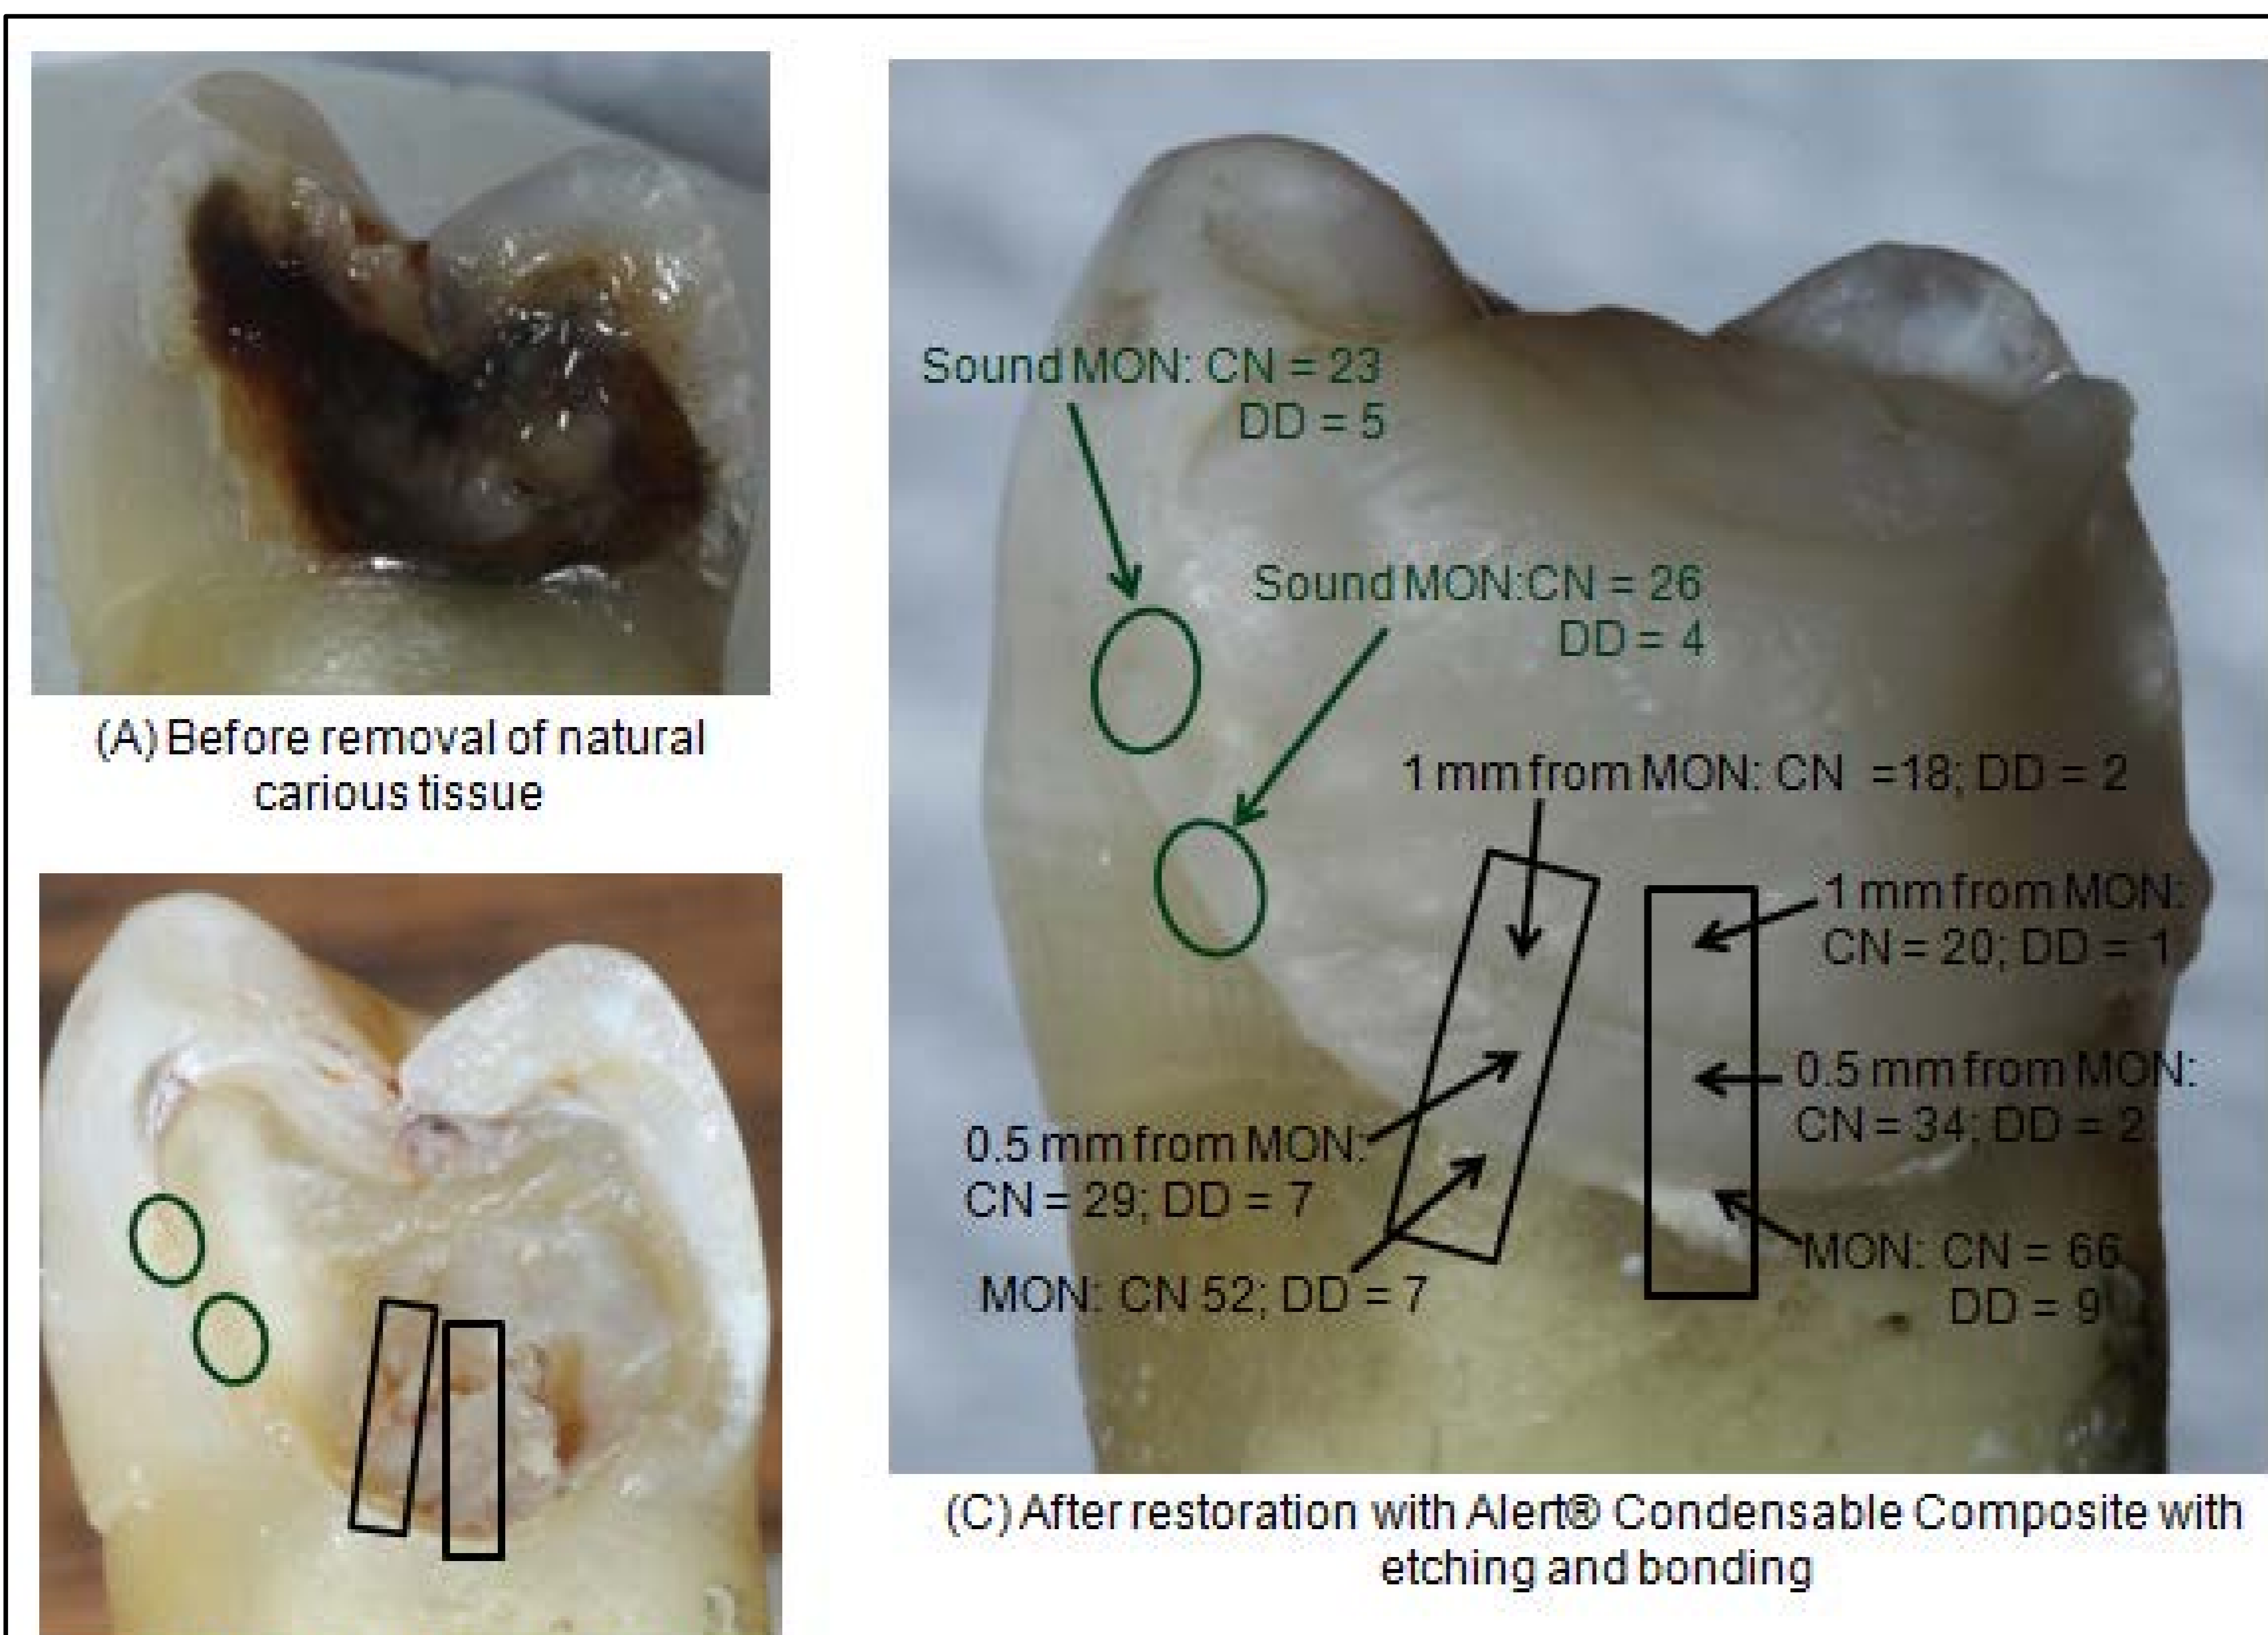 (A) Before removal of natural
carious tissue
Sound MON: CN = 23
DD = 5
Sound MON:CN = 26
DD = 4
1 mm from MON: CN =18; DD = 2
1 mm from MON:
CN = 20; DD = 1
0.5 mm from MON:
CN = 34; DD = 2
0.5 mm from MON:
CN = 29; DD = 7
MON: CN = 66
DD = 9
MON: CN 52; DD = 7
(C) After restoration with Alert® Condensable Composite with
etching and bonding